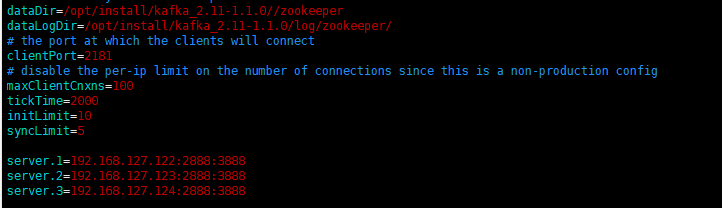 dataDir=/opt/install/kafka_2.11-1.1.0//zookeeper
dataLogDir=/opt/install/kafka_2.11-1.1.0/log/zookeeper/
# the port at which the clients will connect
clientPort=2181
# disable the per-ip limit on the number of connections since this is a non-production config
maxClientCnxns=100
tickTime=2000
initLimit=10
syncLimit=5
server.1=192.168.127.122:2888:3888
server.2=192.168.127.123:2888:3888
server.3=192.168.127.124:2888:3888